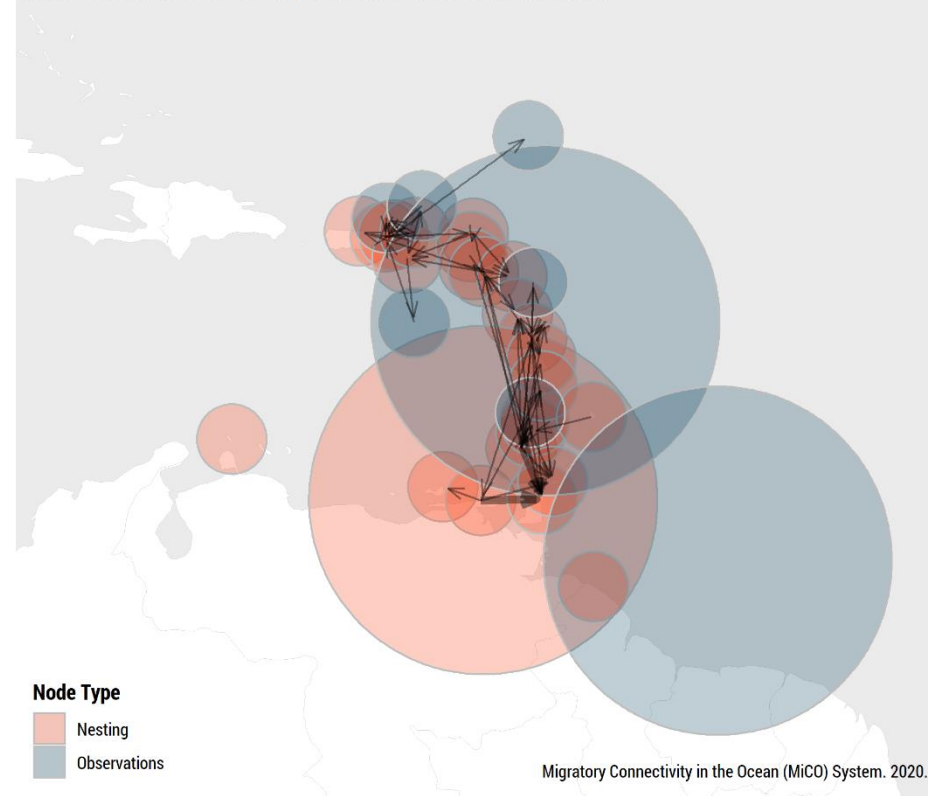 Node Type
Nesting
Observations
Migratory Connectivity in the Ocean (MiCO) System. 2020.